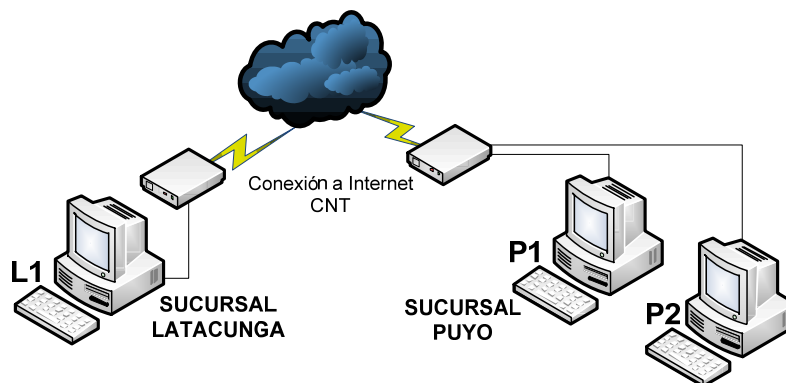 Conexión a Internet
CNT
L1
SUCURSAL
LATACUNGA
SUCURSAL
PUYO
P1
P2